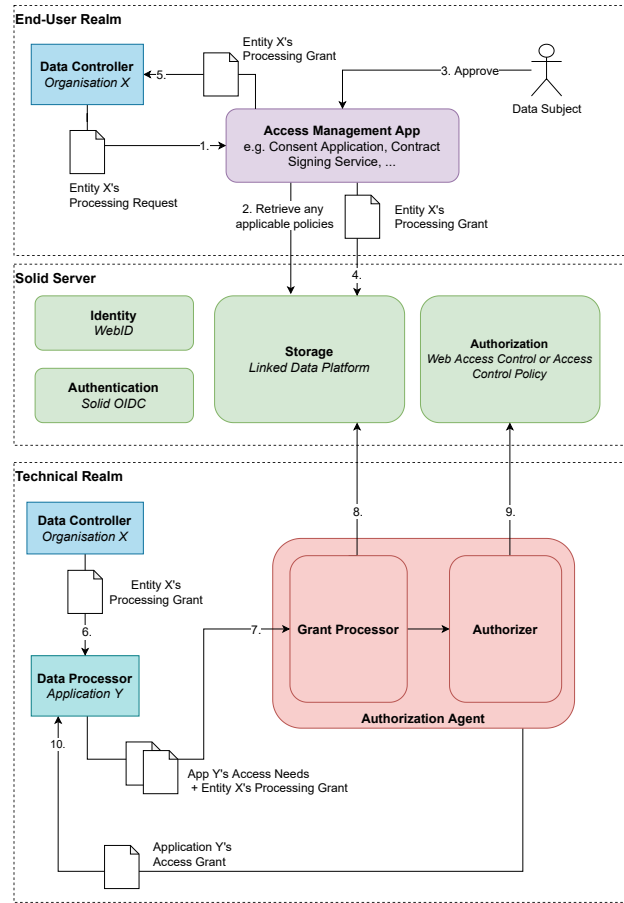 End-User Realm
Entity X's
Processing Grant
Data Controller
Organisation X
5.
3. Approve
Data Subject
Access Management App
e.g. Consent Application, Contract
Signing Service, ...
1.
Entity X's
Processing Request
2. Retrieve any
applicable policies
Entity X's
Processing Grant
4.
Solid Server
Identity
WebID
Authentication
Solid OIDC
Storage
Linked Data Platform
Authorization
Web Access Control or Access
Control Policy
Technical Realm
Data Controller
Organisation X
8.
9.
Entity X's
Processing Grant
6.
7.
Grant Processor
Authorizer
Data Processor
Application Y
Authorization Agent
10.
App Y's Access Needs
+ Entity X's Processing Grant
Application Y's
Access Grant